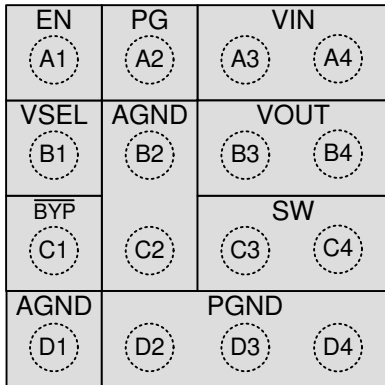 EN PG VIN
A1 A2 A3 A4
VSEL AGND VOUT
B1 B2 B3 B4
BYP SW
C1 C2 C3 C4
AGND PGND
D1 D2 D3 D4